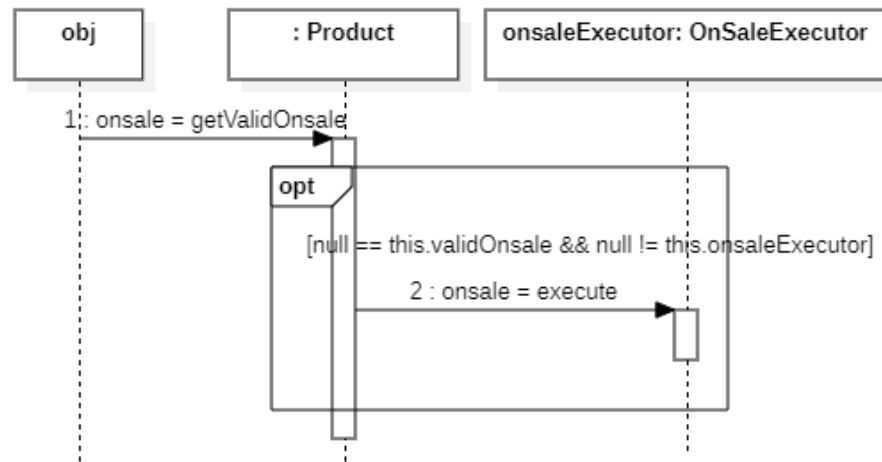 obj
: Product
onsaleExecutor: OnSaleExecutor
1 : onsale = getValidOnsale
opt
[null == this.validOnsale && null != this.onsaleExecutor]
2 : onsale = execute